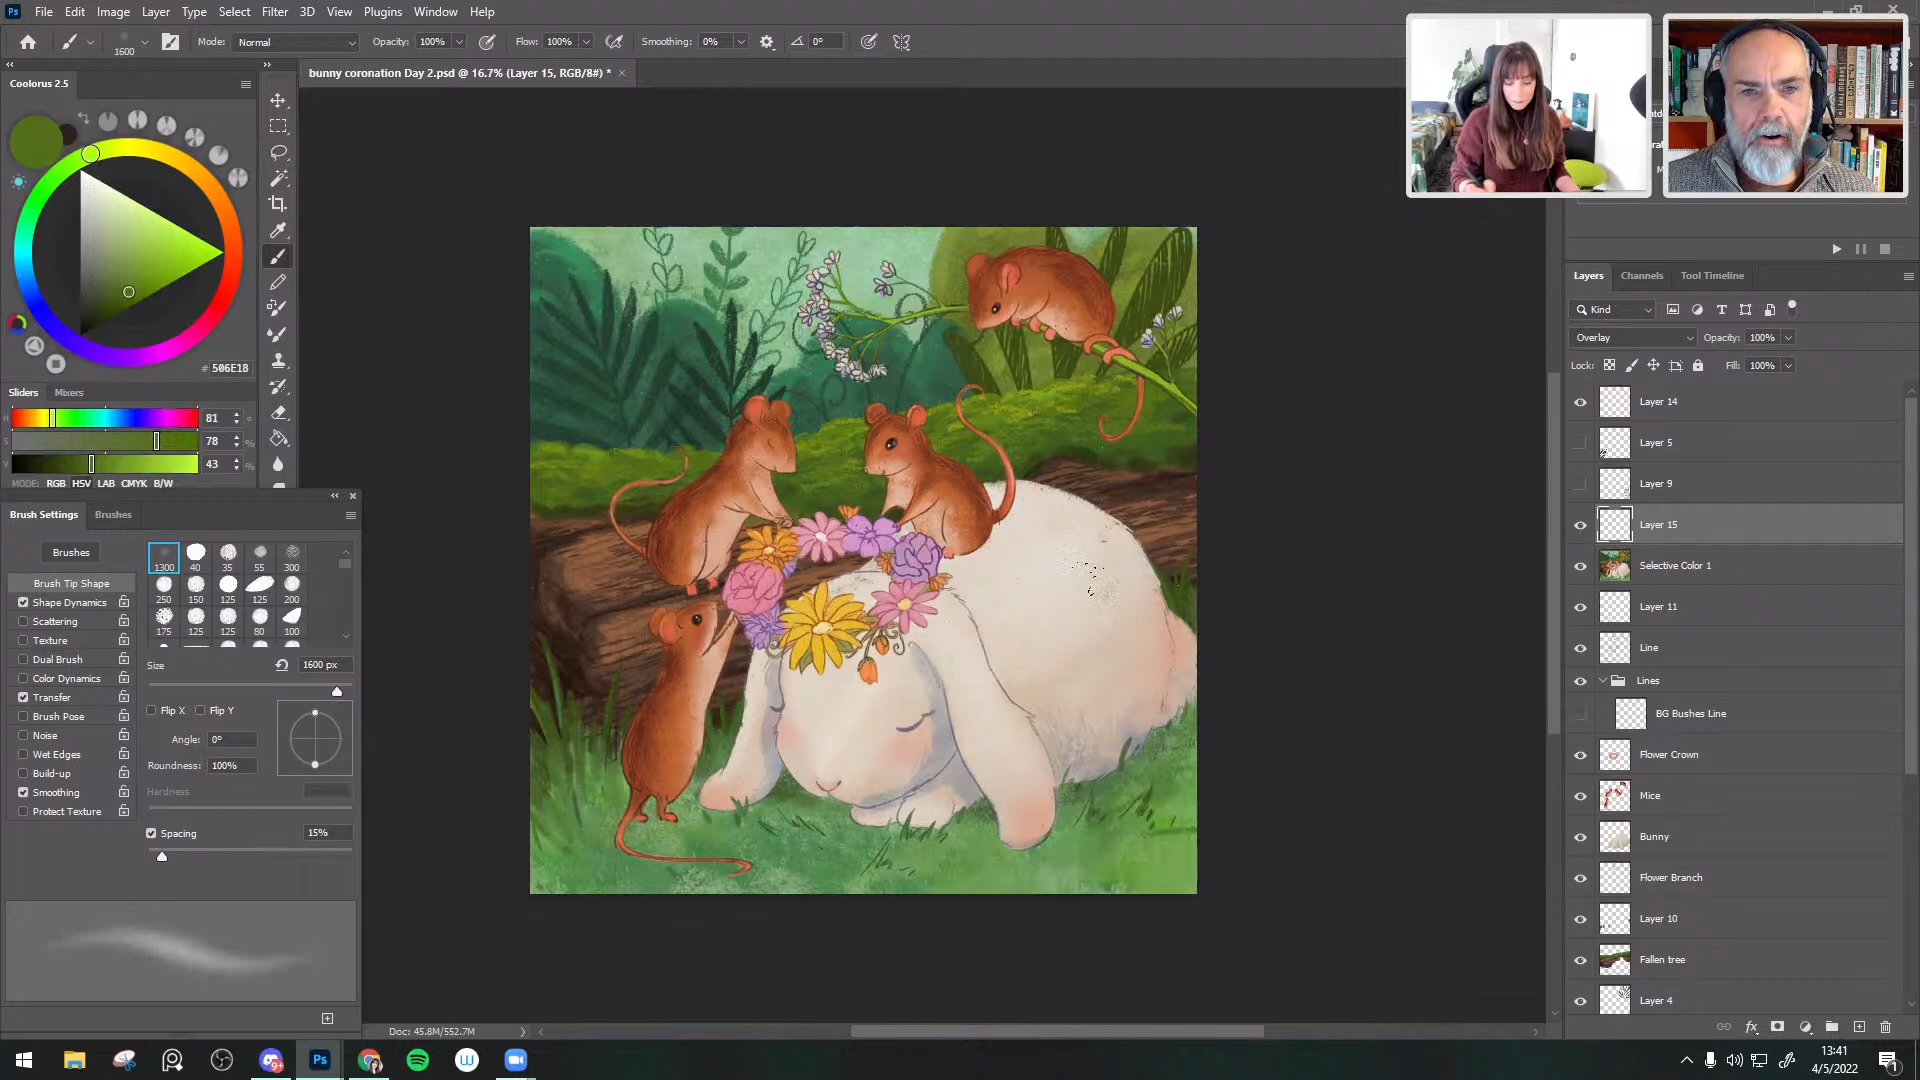 Ps File Edit Image Layer Type Select Filter 3D View Plugins Window Help
1600 Mode: Normal Opacity: 100% Flow: 100% Smoothing: 0% 0°
Coolorus 2.5
bunny coronation Day 2.psd @ 16.7% (Layer 15, RGB/8#) *
# 506E18
Sliders Mixers
H 81 °
S 78 %
V 43 %
MODE: RGB HSV LAB CMYK B/W
Brush Settings Brushes
Brushes
1300 40 35 55 300
250 150 125 125 200
175 125 125 80 100
Brush Tip Shape
Shape Dynamics
Scattering
Texture
Dual Brush
Color Dynamics
Transfer
Brush Pose
Noise
Wet Edges
Build-up
Smoothing
Protect Texture
Size 1600 px
Flip X Flip Y
Angle: 0°
Roundness: 100%
Hardness
Spacing 15%
Layers Channels Tool Timeline
Kind
Overlay Opacity: 100%
Lock: Fill: 100%
Layer 14
Layer 5
Layer 9
Layer 15
Selective Color 1
Layer 11
Line
Lines
BG Bushes Line
Flower Crown
Mice
Bunny
Flower Branch
Layer 10
Fallen tree
Layer 4
Doc: 45.8M/552.7M
9+
Ps
13:41
4/5/2022
1